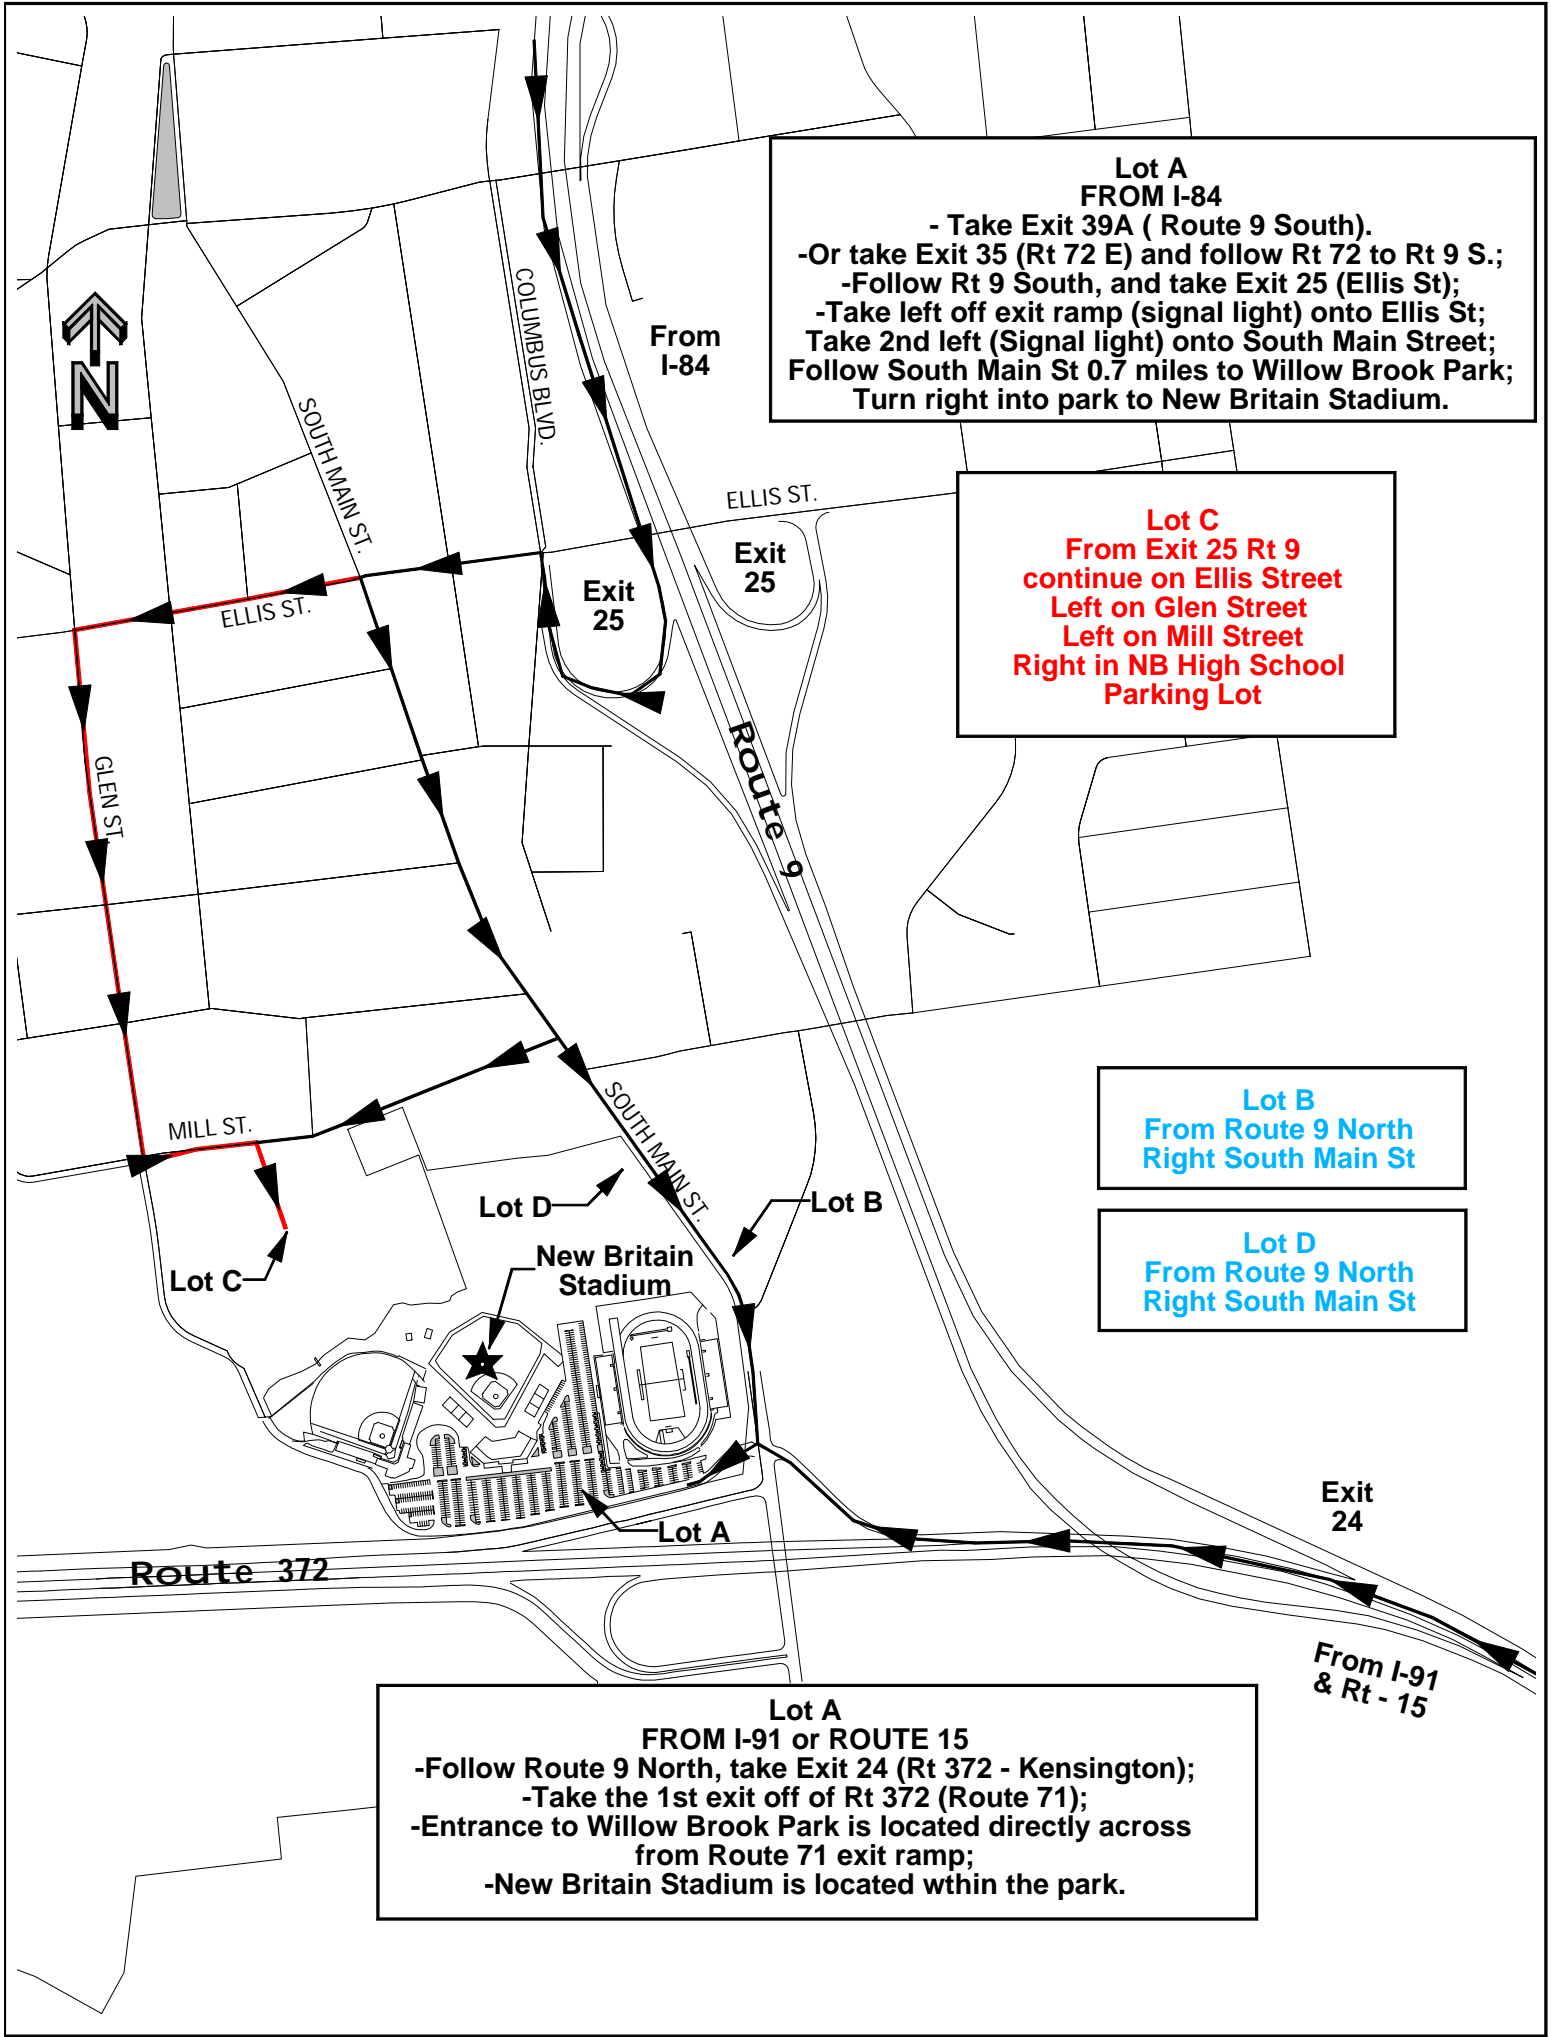 Lot A
FROM I-84
- Take Exit 39A ( Route 9 South).
-Or take Exit 35 (Rt 72 E) and follow Rt 72 to Rt 9 S.;
-Follow Rt 9 South, and take Exit 25 (Ellis St);
-Take left off exit ramp (signal light) onto Ellis St;
Take 2nd left (Signal light) onto South Main Street;
Follow South Main St 0.7 miles to Willow Brook Park;
Turn right into park to New Britain Stadium.
From
I-84
COLUMBUS BLVD.
N
SOUTH MAIN ST.
ELLIS ST.
Exit
25
Exit
25
ELLIS ST.
Lot C
From Exit 25 Rt 9
continue on Ellis Street
Left on Glen Street
Left on Mill Street
Right in NB High School
Parking Lot
Route 9
GLEN ST.
MILL ST.
SOUTH MAIN ST.
Lot B
From Route 9 North
Right South Main St
Lot D
Lot B
Lot D
From Route 9 North
Right South Main St
New Britain
Stadium
Lot C
Exit
24
Lot A
Route 372
From I-91
& Rt - 15
Lot A
FROM I-91 or ROUTE 15
-Follow Route 9 North, take Exit 24 (Rt 372 - Kensington);
-Take the 1st exit off of Rt 372 (Route 71);
-Entrance to Willow Brook Park is located directly across
from Route 71 exit ramp;
-New Britain Stadium is located wthin the park.